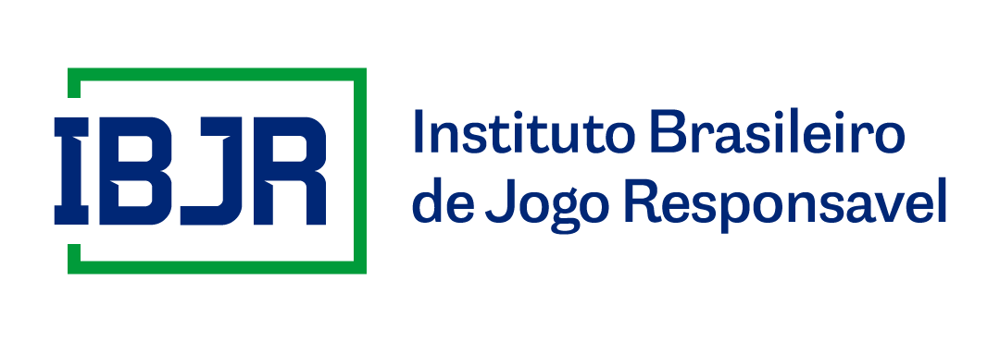 IBJR
Instituto Brasileiro
de Jogo Responsavel